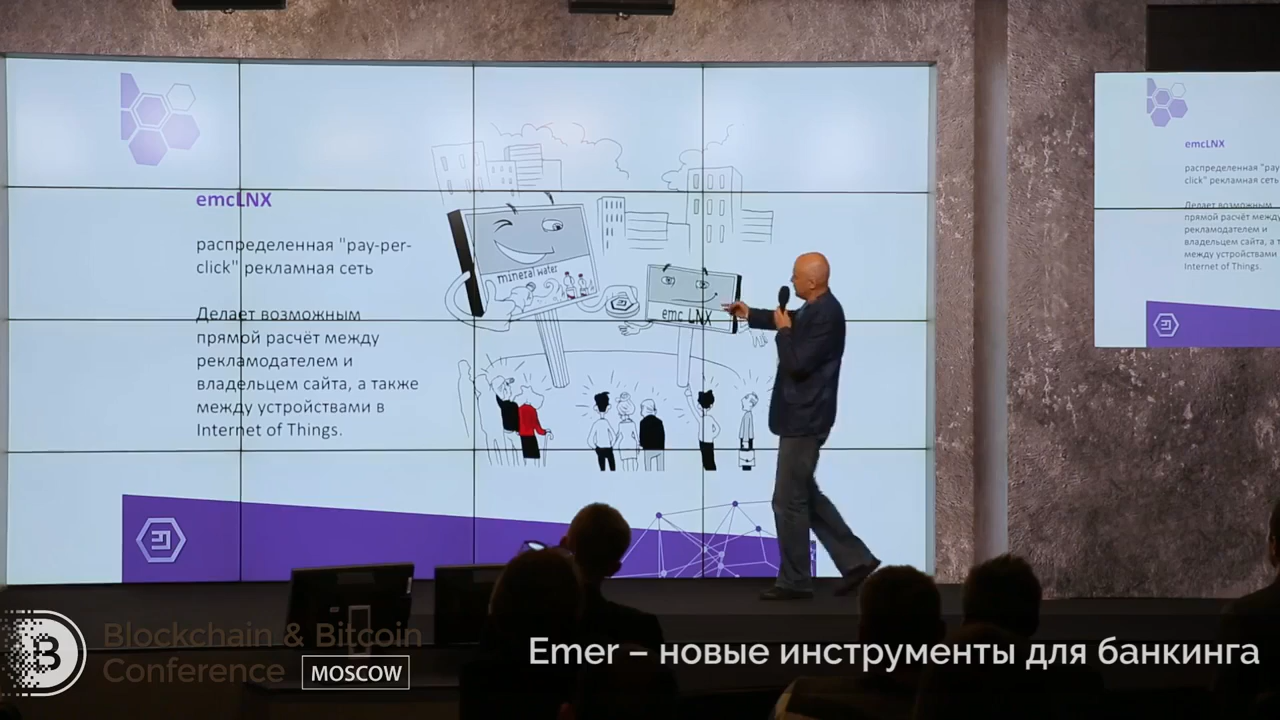 emcLNX
распределенная "pay-per-
click" рекламная сеть
Делает возможным
прямой расчёт между
рекламодателем и
владельцем сайта, а также
между устройствами в
Internet of Things.
mineral water
emc LNX
emcLNX
распределенная "pay-per-
click" рекламная сеть
Делает возможным
прямой расчёт между
рекламодателем и
владельцем сайта, а т
между устройствами
Internet of Things.
B
Blockchain & Bitcoin
Conference MOSCOW
Emer – новые инструменты для банкинга